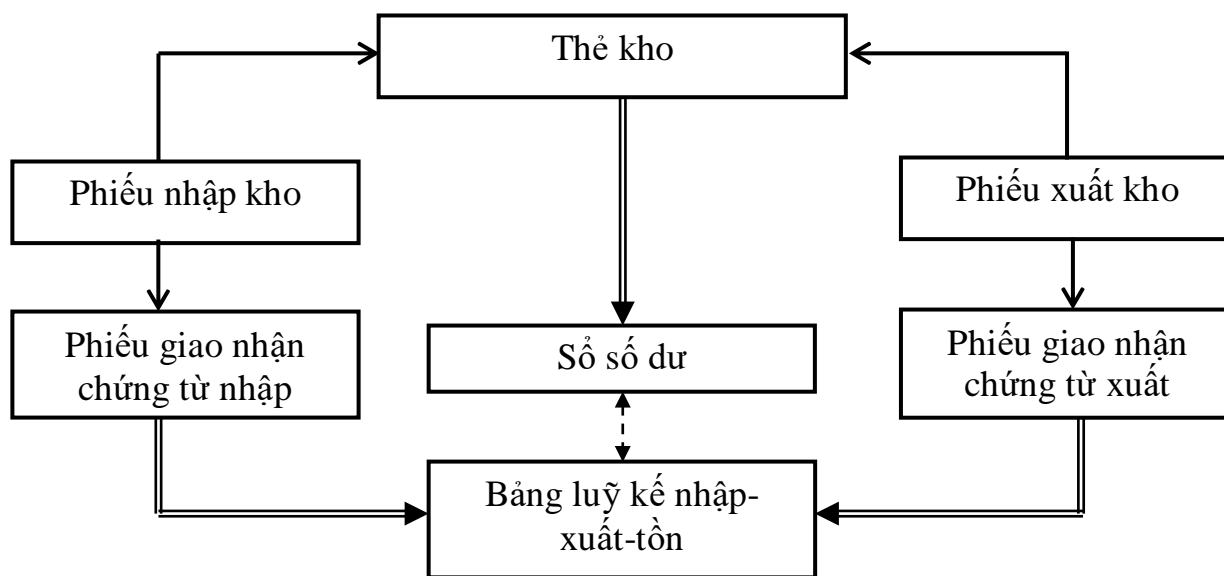 Thẻ kho
Phiếu nhập kho
Phiếu xuất kho
Phiếu giao nhận
chứng từ nhập
Sổ số dư
Phiếu giao nhận
chứng từ xuất
Bảng luỹ kế nhập-
xuất-tồn